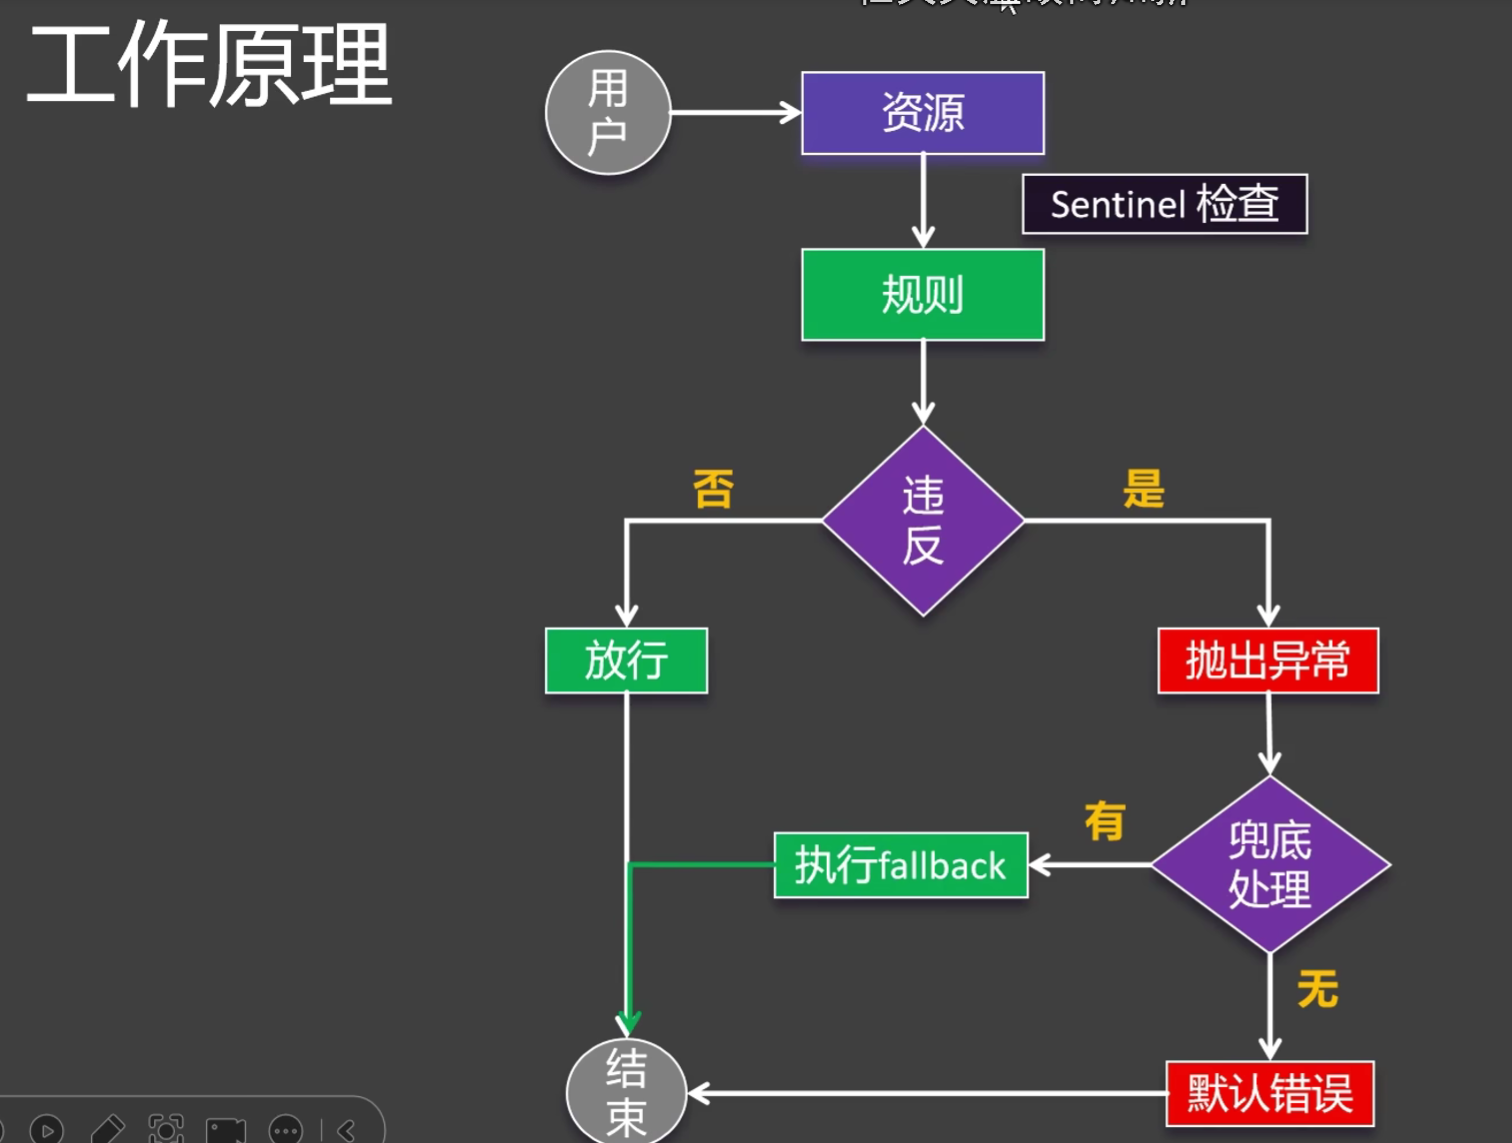 工作原理
用
户
资源
Sentinel 检查
规则
违
反
否
是
放行
抛出异常
有
执行fallback
兜底
处理
无
结
束
默认错误